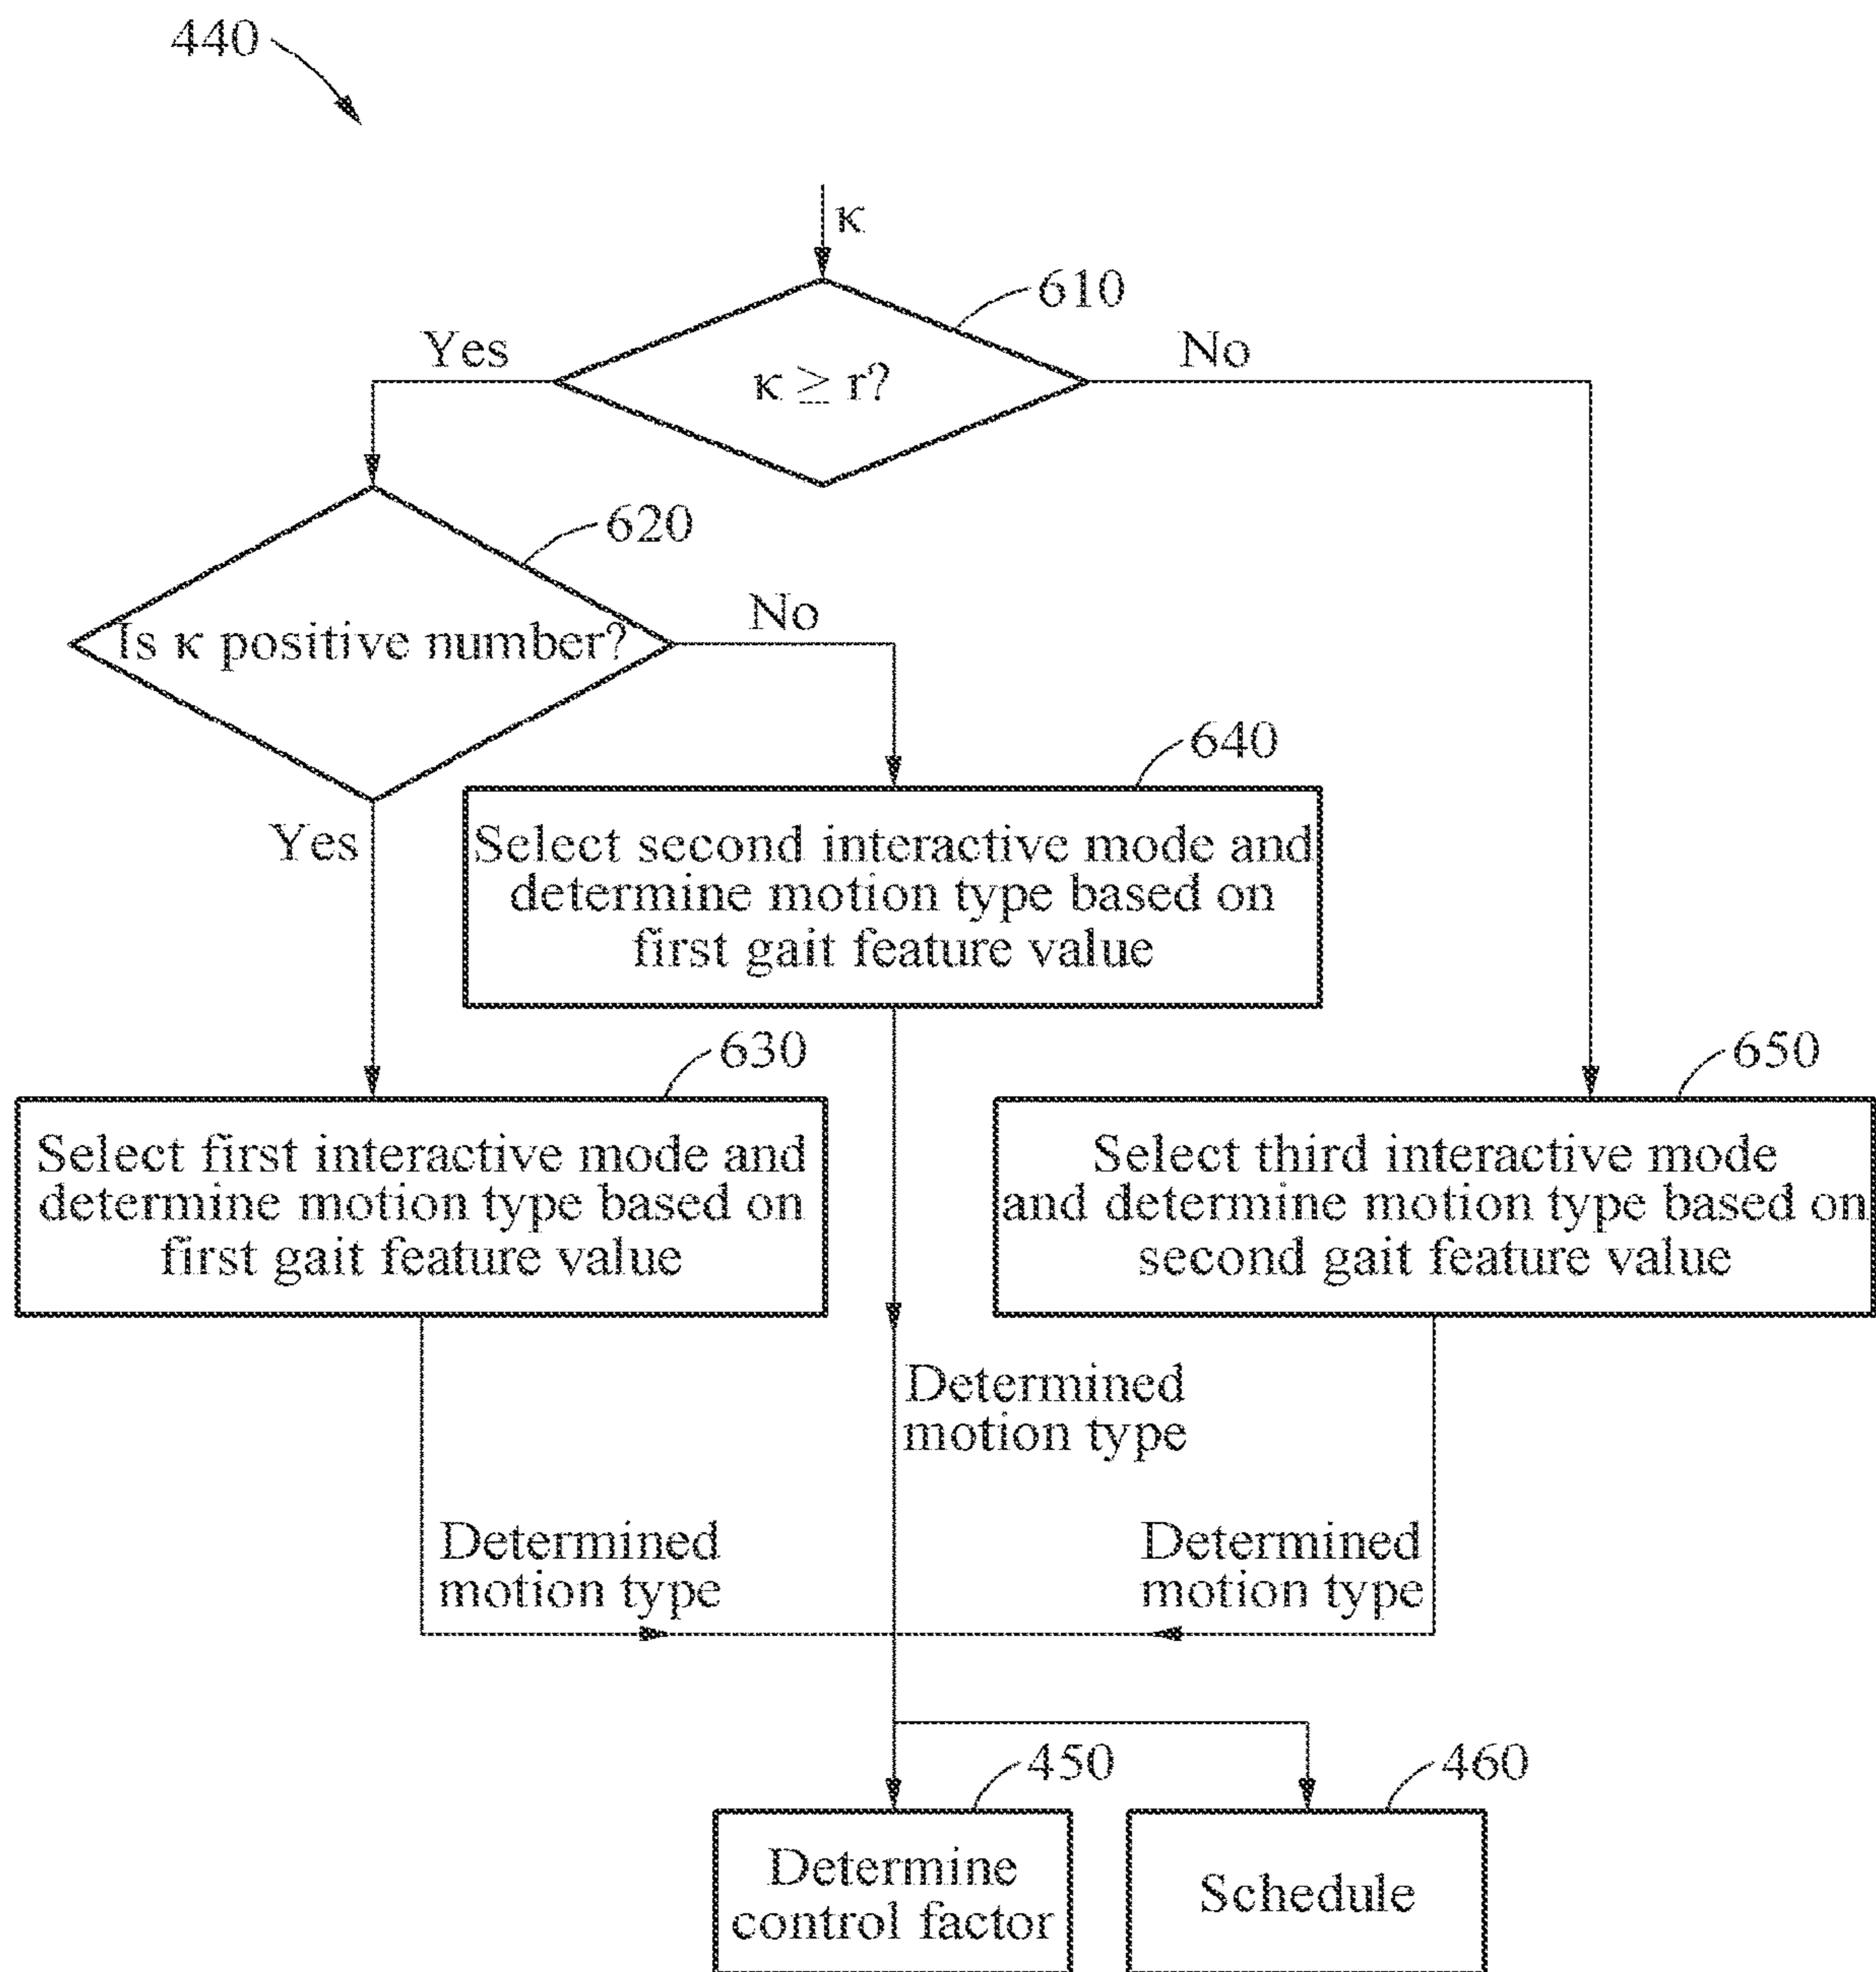 440
κ
610
Yes
No
κ ≥ r?
620
No
Is κ positive number?
640
Yes
Select second interactive mode and
determine motion type based on
first gait feature value
630
650
Select first interactive mode and
determine motion type based on
first gait feature value
Select third interactive mode
and determine motion type based on
second gait feature value
Determined
motion type
Determined
motion type
Determined
motion type
450
460
Determine
control factor
Schedule